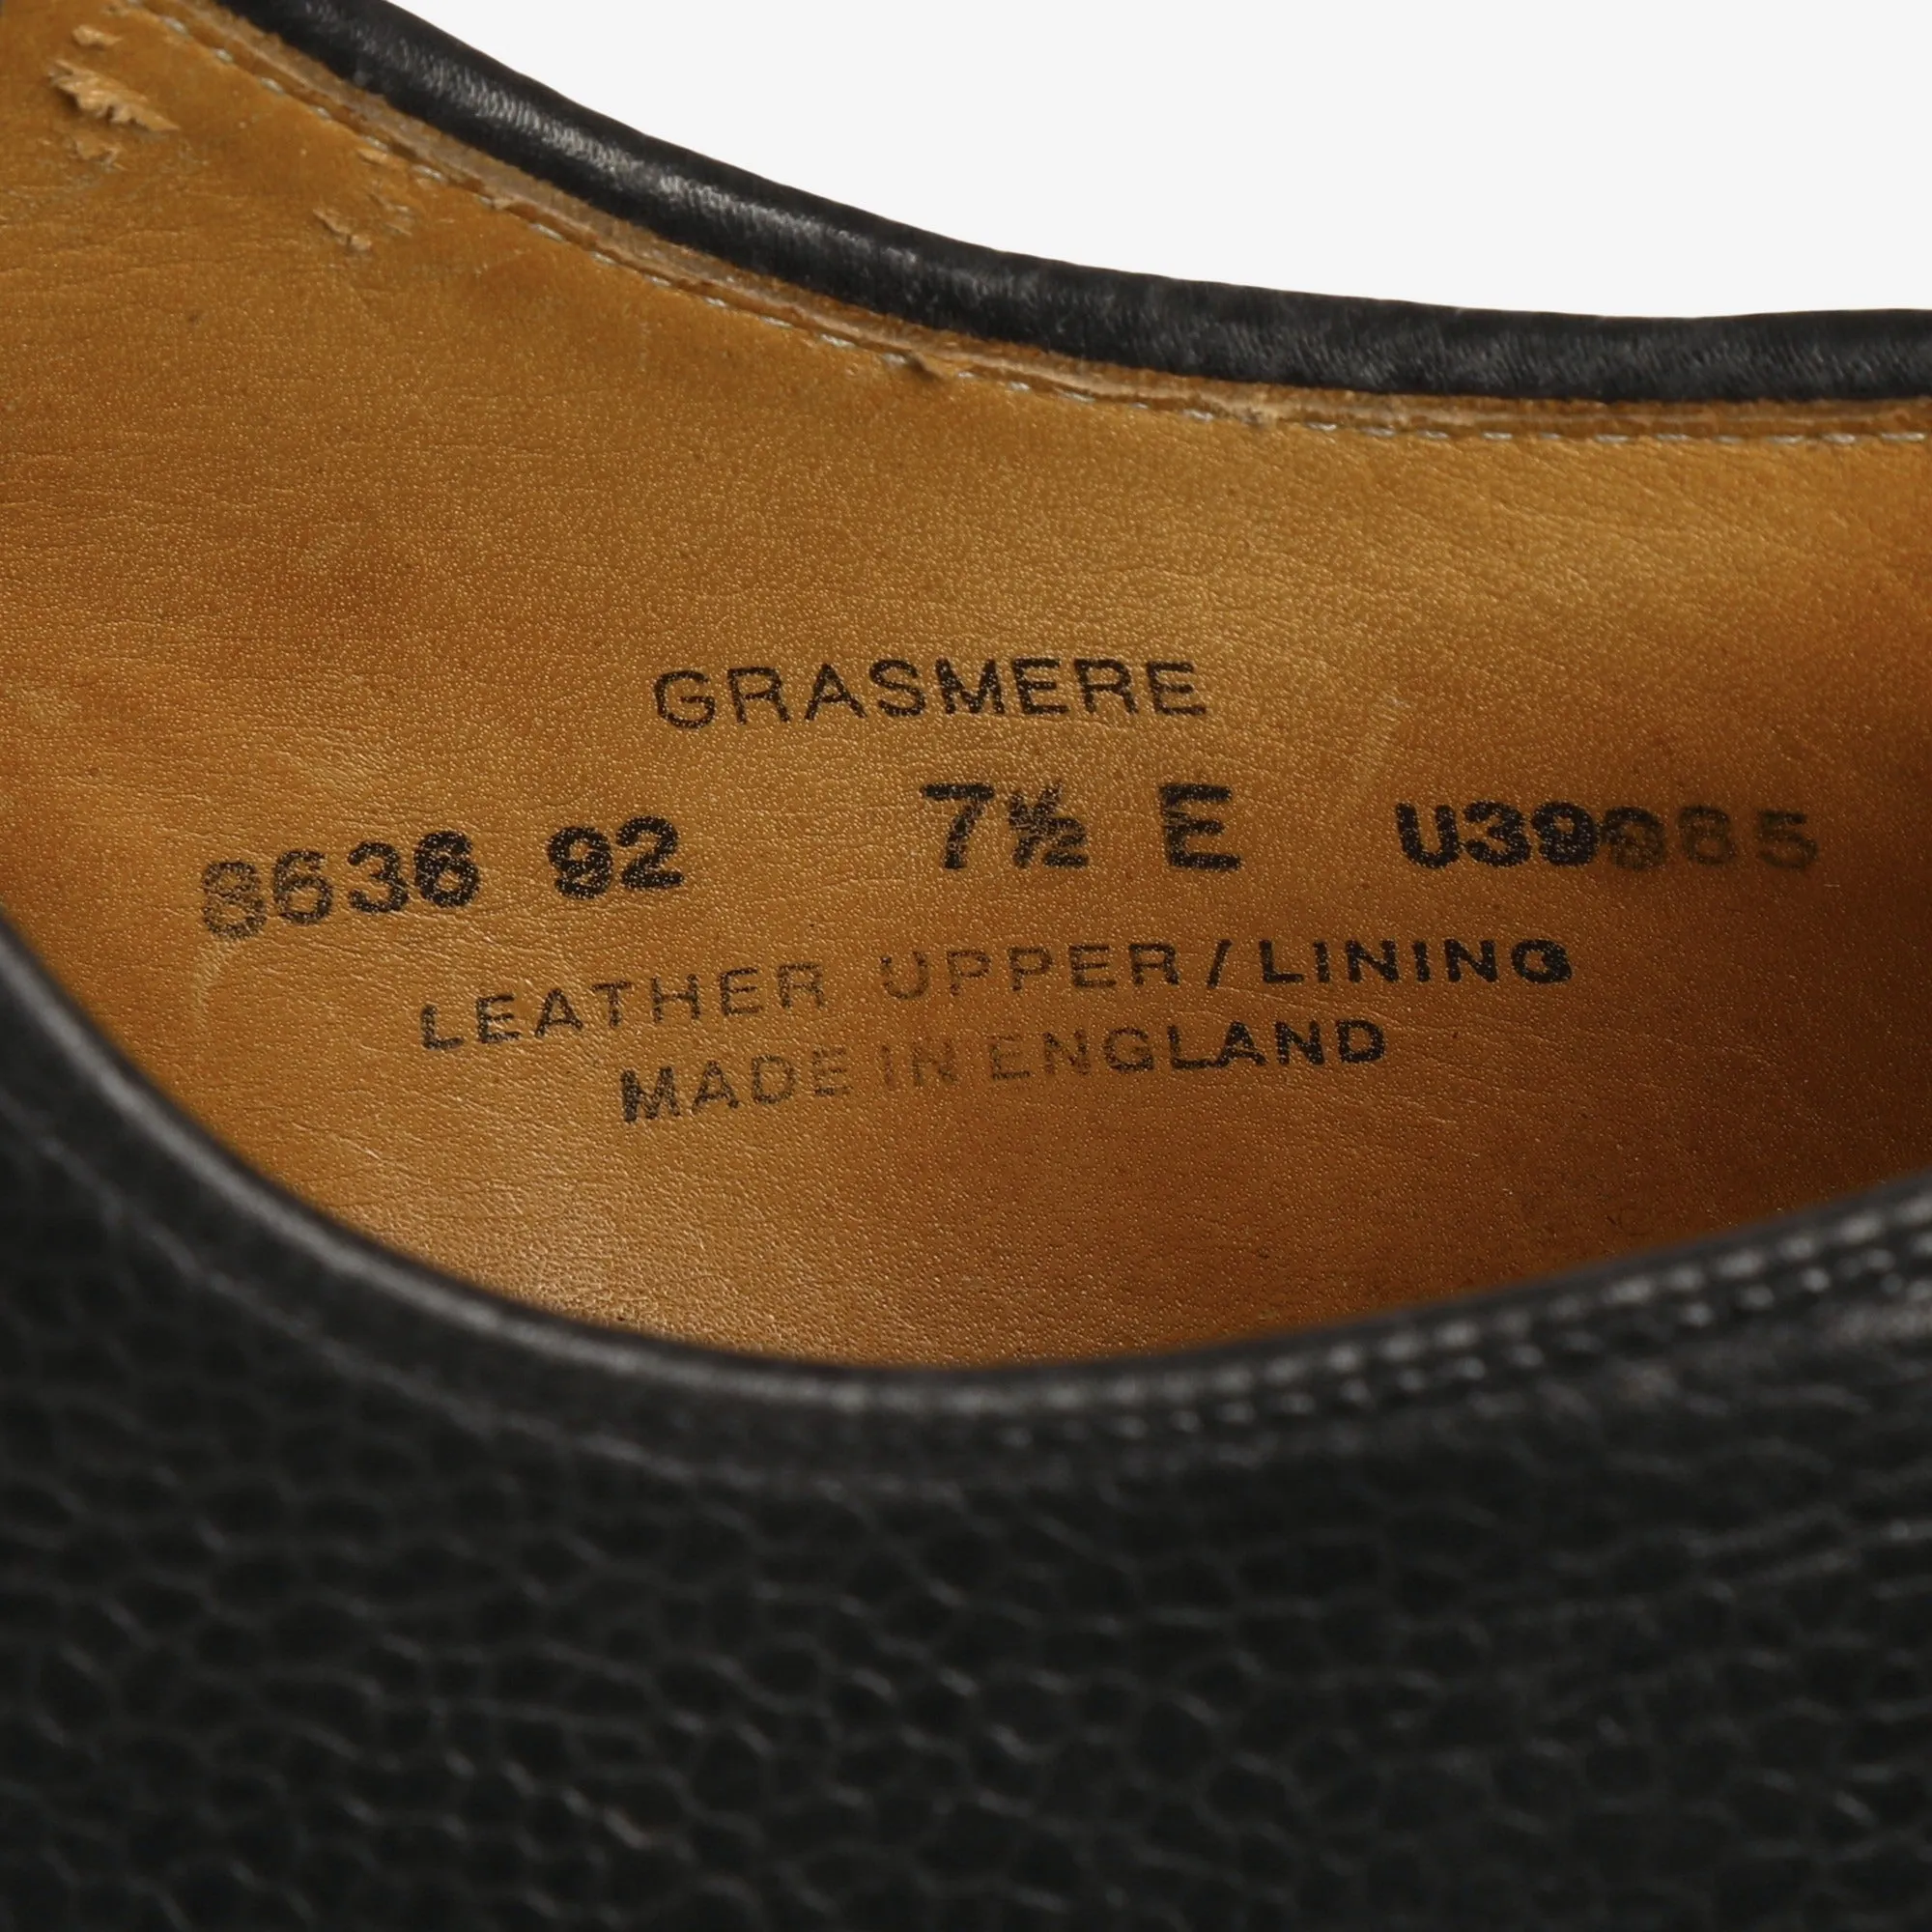 GRASMERE
8636 92 7½ E
LEATHER UPPER/LINING
MADE IN ENGLAND